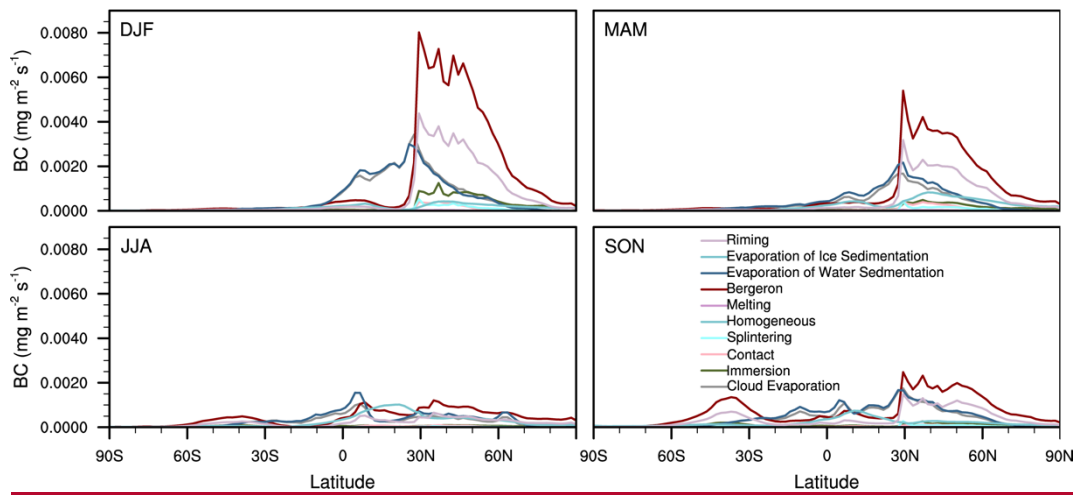 DJF
MAM
BC (mg m⁻² s⁻¹)
0.0080
0.0060
0.0040
0.0020
0.0000
BC (mg m⁻² s⁻¹)
0.0080
0.0060
0.0040
0.0020
0.0000
JJA
SON
Riming
Evaporation of Ice Sedimentation
Evaporation of Water Sedmentation
Bergeron
Melting
Homogeneous
Splintering
Contact
Immersion
Cloud Evaporation
90S 60S 30S 0 30N 60N 90S 60S 30S 0 30N 60N 90N
Latitude Latitude